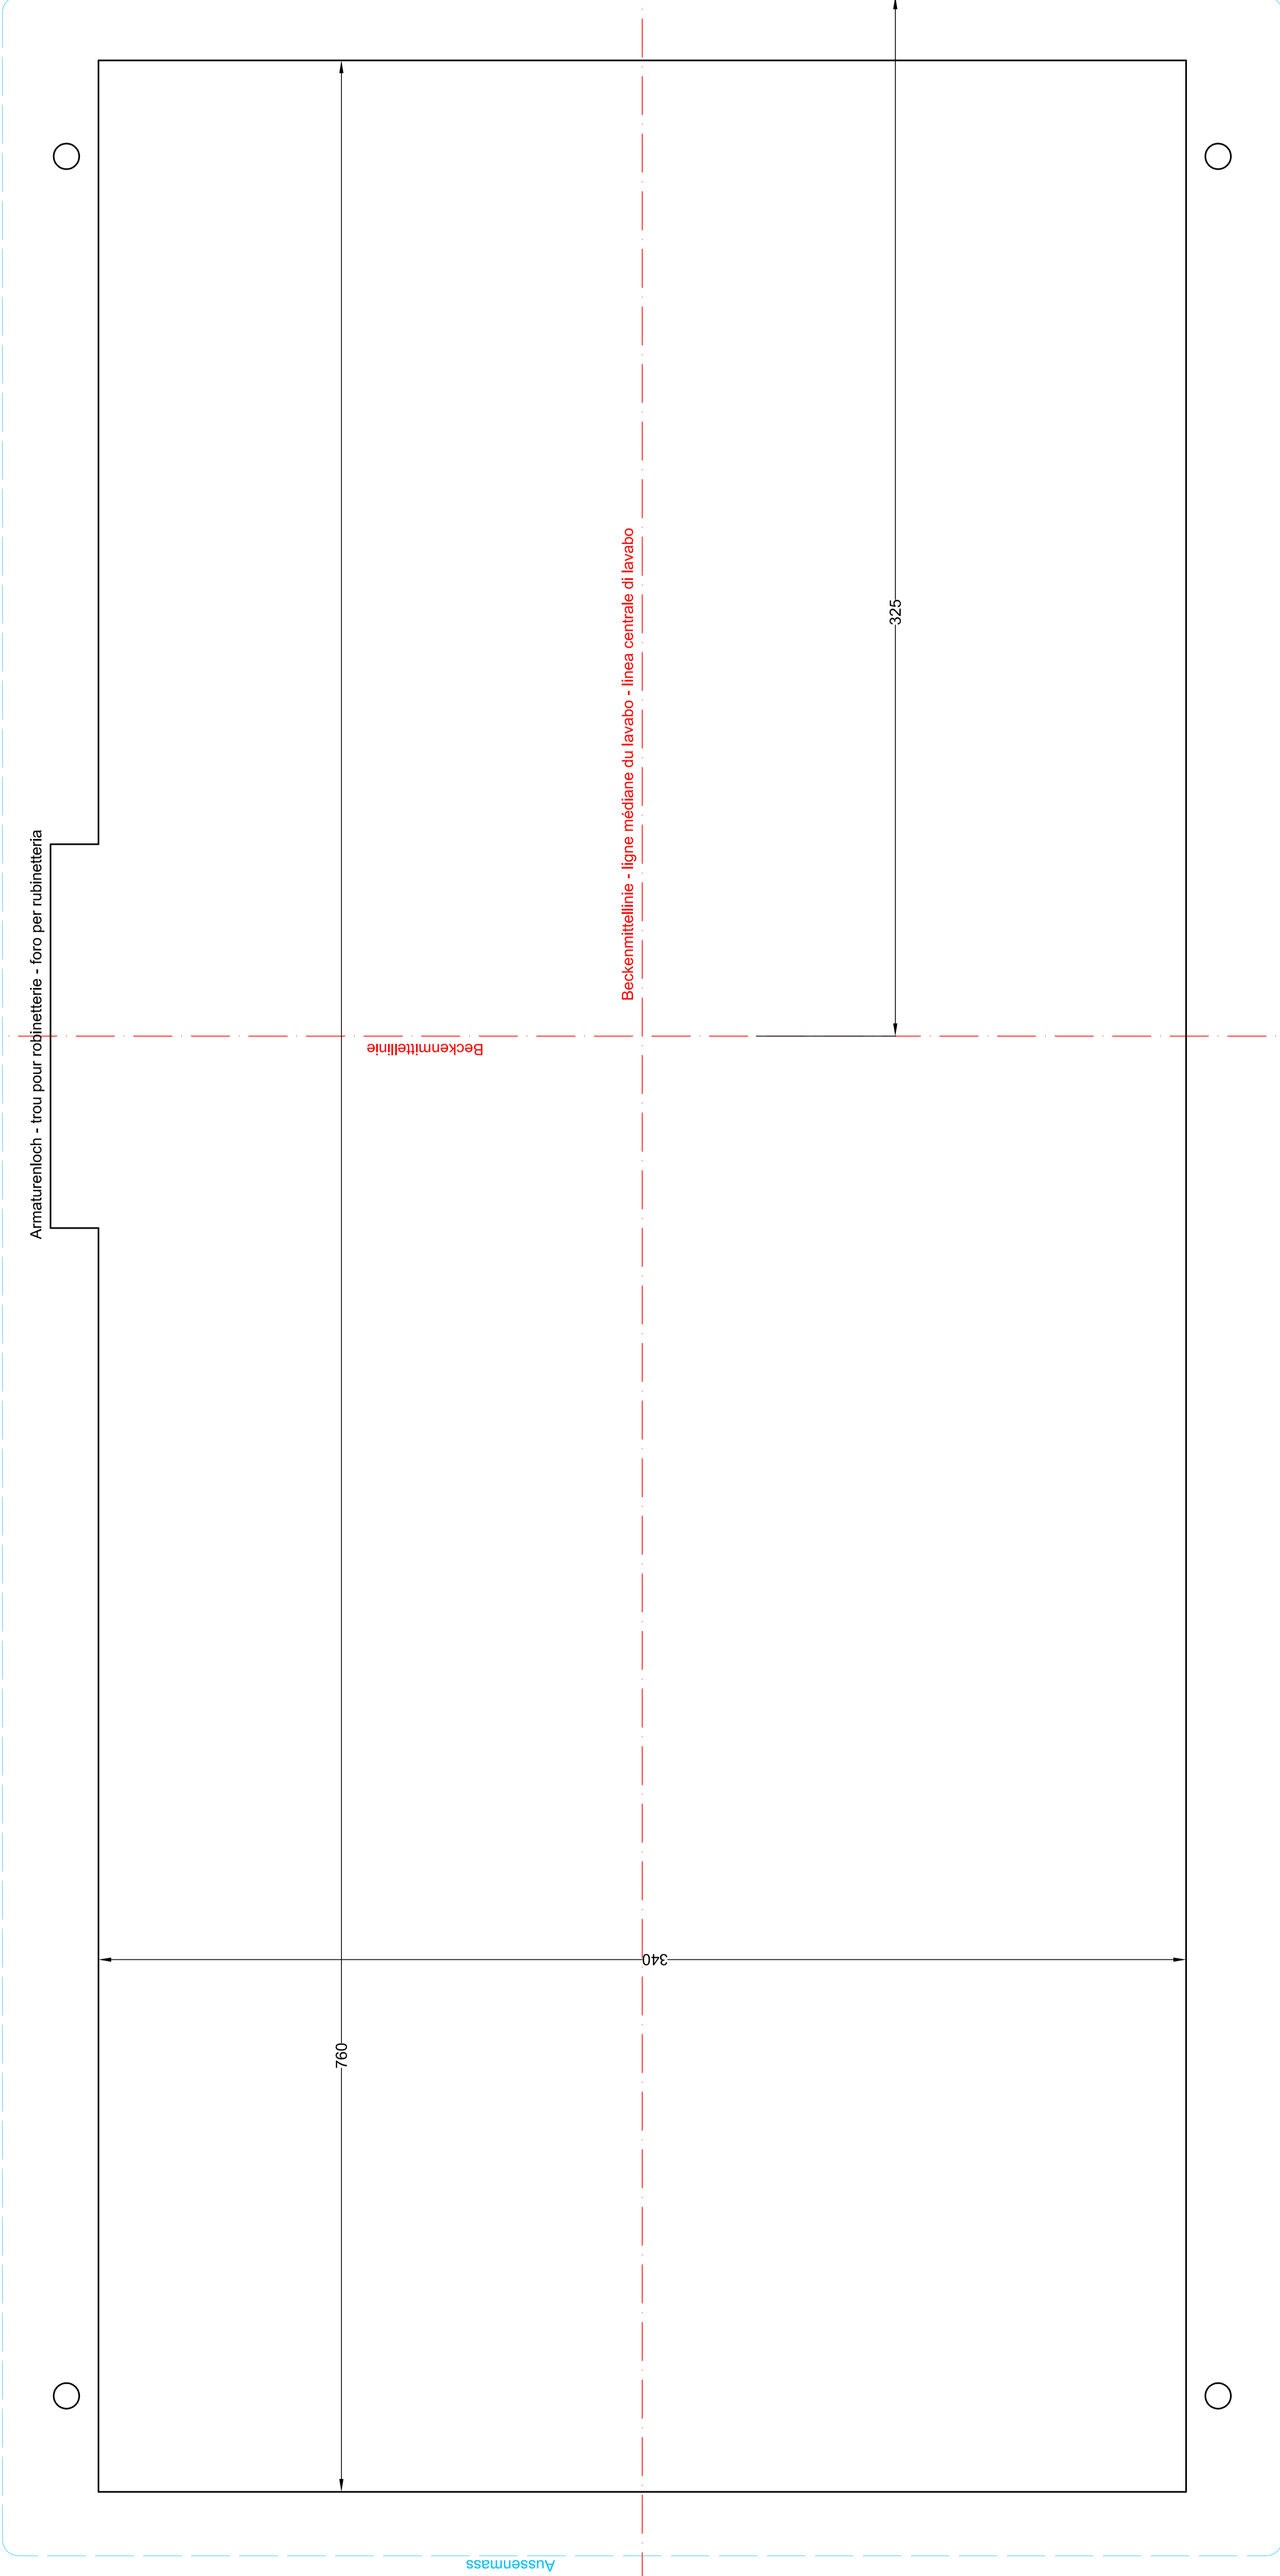 Armaturenloch - trou pour robinetterie - foro per rubinetteria
Beckenmittellinie - ligne médiane du lavabo - linea centrale di lavabo
325
Beckenmittellinie
340
760
Aussenmass